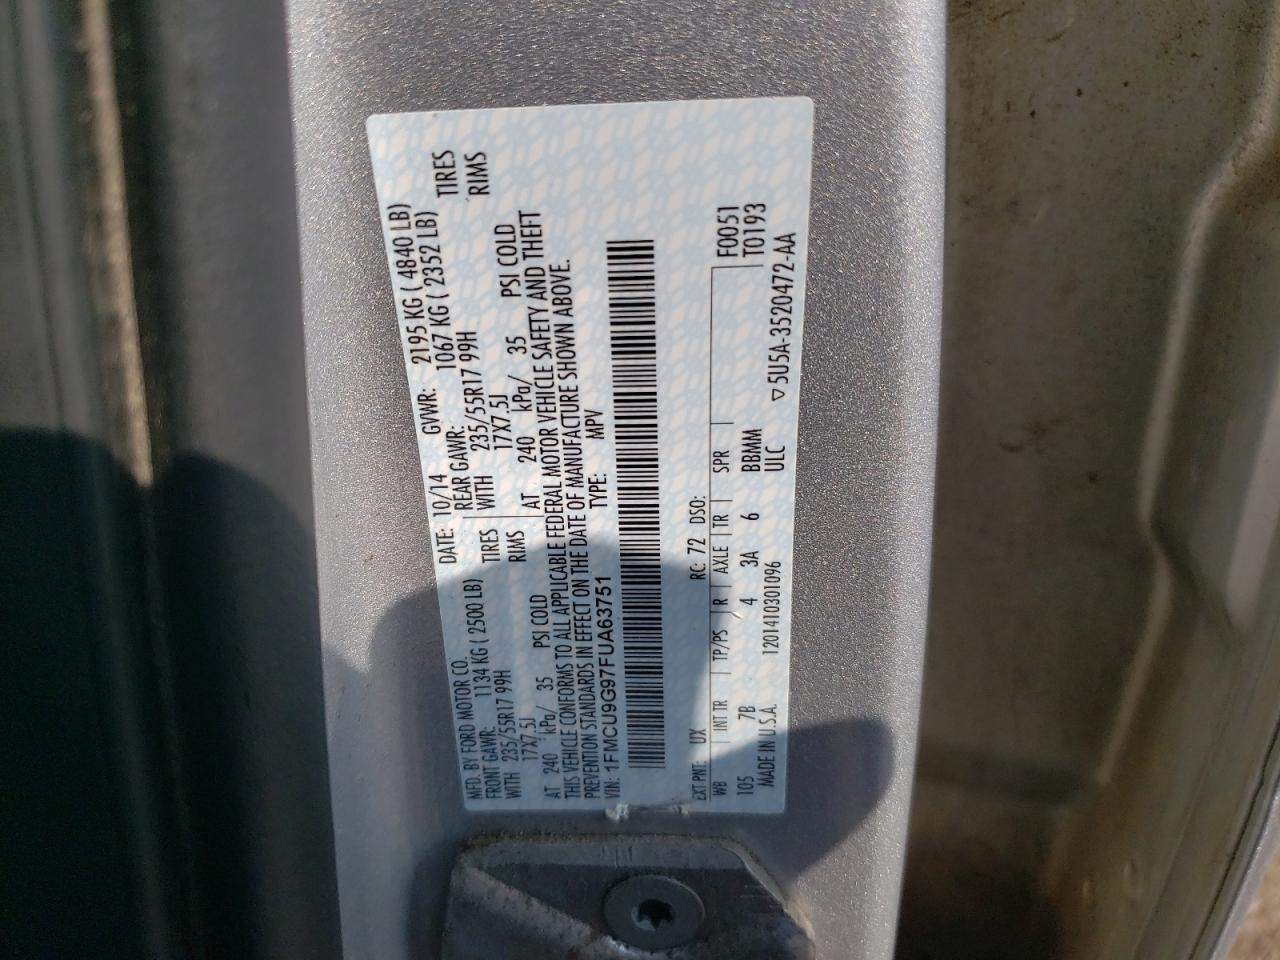 MFD. BY FORD MOTOR CO. DATE: 10/14 GVWR: 2195 KG ( 4840 LB)
FRONT GAWR: 1134 KG ( 2500 LB) REAR GAWR: 1067 KG ( 2352 LB)
WITH 235/55R17 99H TIRES WITH 235/55R17 99H TIRES
17X7.5J RIMS 17X7.5J RIMS
AT 240 kPa/ 35 PSI COLD AT 240 kPa/ 35 PSI COLD
THIS VEHICLE CONFORMS TO ALL APPLICABLE FEDERAL MOTOR VEHICLE SAFETY AND THEFT
PREVENTION STANDARDS IN EFFECT ON THE DATE OF MANUFACTURE SHOWN ABOVE.
VIN: 1FMCU9G97FUA63751 TYPE: MPV
EXT PNT: UX RC: 72 DSO: F0051
WB INT TR TP/PS R AXLE TR SPR T0193
105 7B 4 3A 6 BBMM
MADE IN U.S.A. 1201410301096 ULC ▽5U5A-3520472-AA